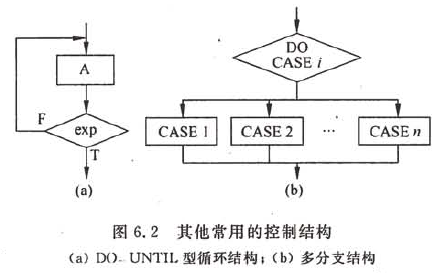 DO
CASE i
A
F
exp
T
CASE 1
CASE 2
…
CASE n
(a)
(b)
图 6.2 其他常用的控制结构
(a) DO- UNTIL 型循环结构；(b) 多分支结构